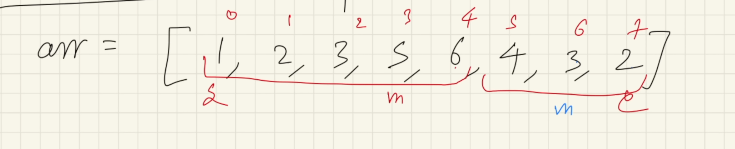 0 1 2 3 4 5 6 7
arr = [1, 2, 3, 5, 6, 4, 3, 2]
s m m e